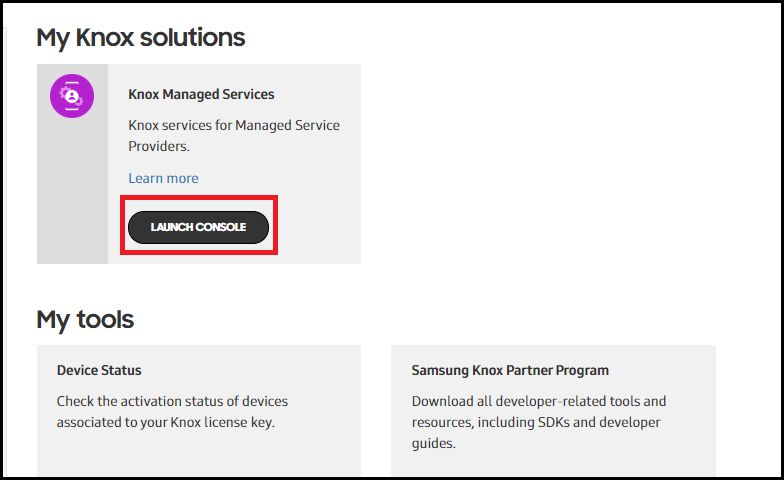 My Knox solutions
Knox Managed Services
Knox services for Managed Service
Providers.
Learn more
LAUNCH CONSOLE
My tools
Device Status
Check the activation status of devices
associated to your Knox license key.
Samsung Knox Partner Program
Download all developer-related tools and
resources, including SDKs and developer
guides.